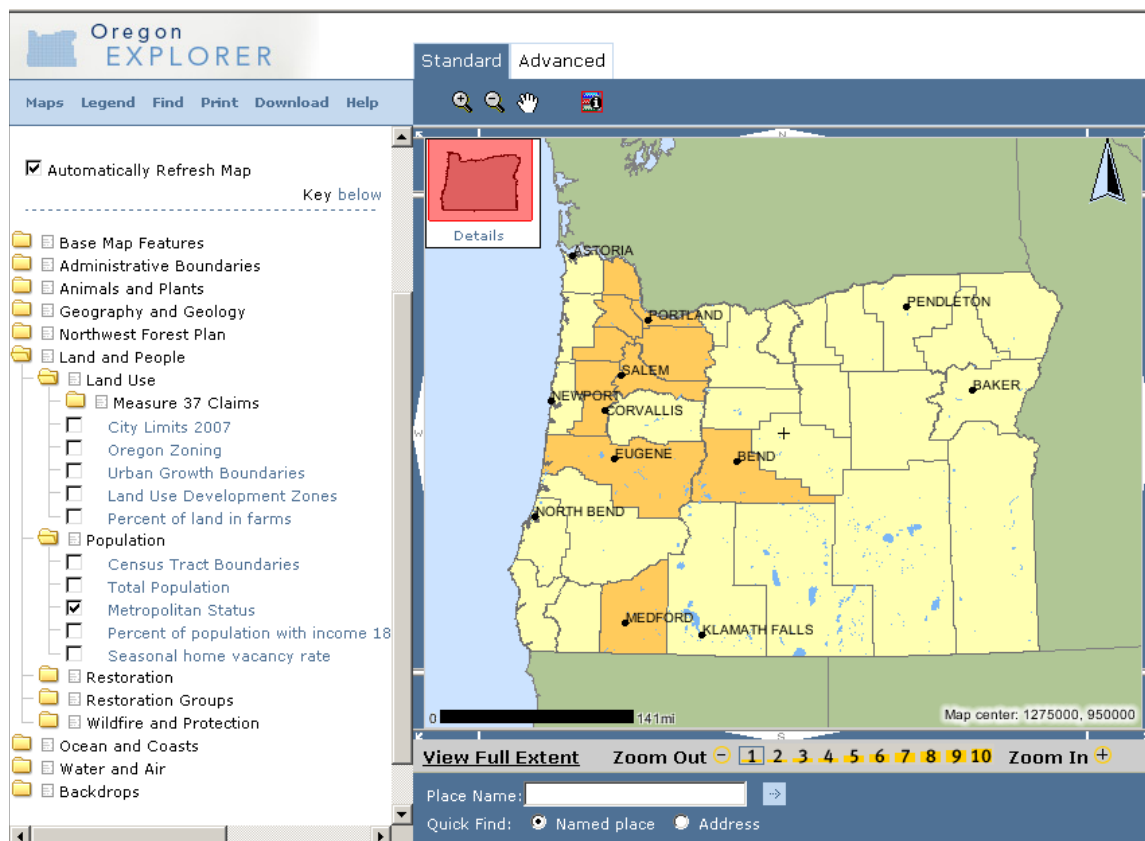 Oregon
EXPLORER
Standard Advanced
Maps Legend Find Print Download Help
Automatically Refresh Map
Key below
Base Map Features
Administrative Boundaries
Animals and Plants
Geography and Geology
Northwest Forest Plan
Land and People
Land Use
Measure 37 Claims
City Limits 2007
Oregon Zoning
Urban Growth Boundaries
Land Use Development Zones
Percent of land in farms
Population
Census Tract Boundaries
Total Population
Metropolitan Status
Percent of population with income 18
Seasonal home vacancy rate
Restoration
Restoration Groups
Wildfire and Protection
Ocean and Coasts
Water and Air
Backdrops
N
Details
ASTORIA
PENDLETON
PORTLAND
SALEM
BAKER
NEWPORT
CORVALLIS
W
EUGENE
BEND
NORTH BEND
MEDFORD
KLAMATH FALLS
0 141mi
Map center: 1275000, 950000
S
View Full Extent Zoom Out 1 2 3 4 5 6 7 8 9 10 Zoom In
Place Name:
Quick Find: Named place Address